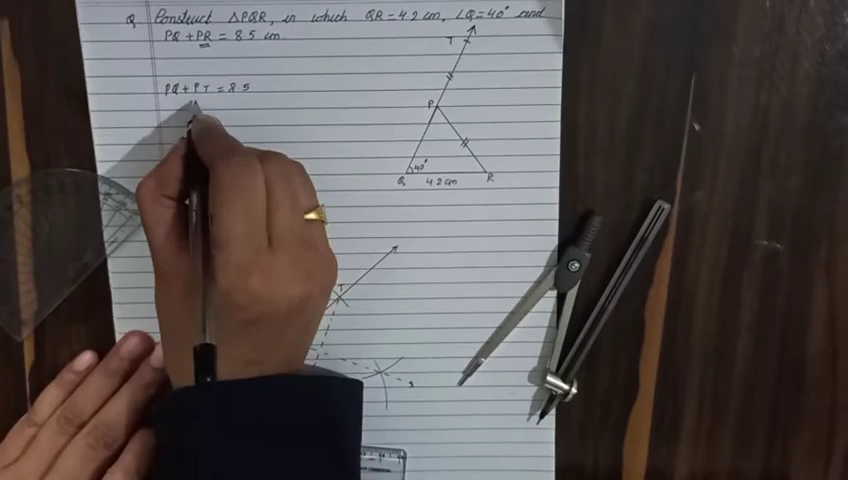 Q Construct △PQR, in which QR = 4.2 cm, ∠Q = 40° and
PQ + PR = 8.5 cm.
T
PQ + PT = 8.5
P
40°
Q 4.2 cm R
T